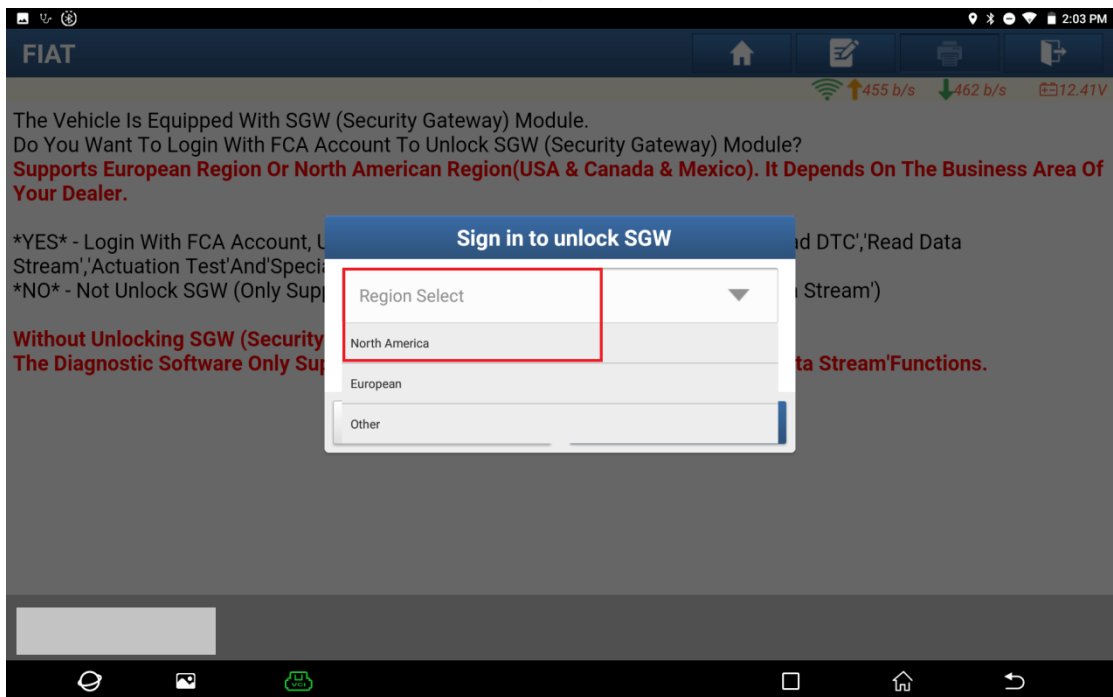 2:03 PM
FIAT
455 b/s 462 b/s 12.41V
The Vehicle Is Equipped With SGW (Security Gateway) Module.
Do You Want To Login With FCA Account To Unlock SGW (Security Gateway) Module?
Supports European Region Or North American Region(USA & Canada & Mexico). It Depends On The Business Area Of
Your Dealer.
*YES* - Login With FCA Account, U
d DTC','Read Data
Stream','Actuation Test'And'Specia
*NO* - Not Unlock SGW (Only Supp
Stream')
Without Unlocking SGW (Security
The Diagnostic Software Only Sup
ta Stream'Functions.
Sign in to unlock SGW
Region Select
North America
European
Other
VCI